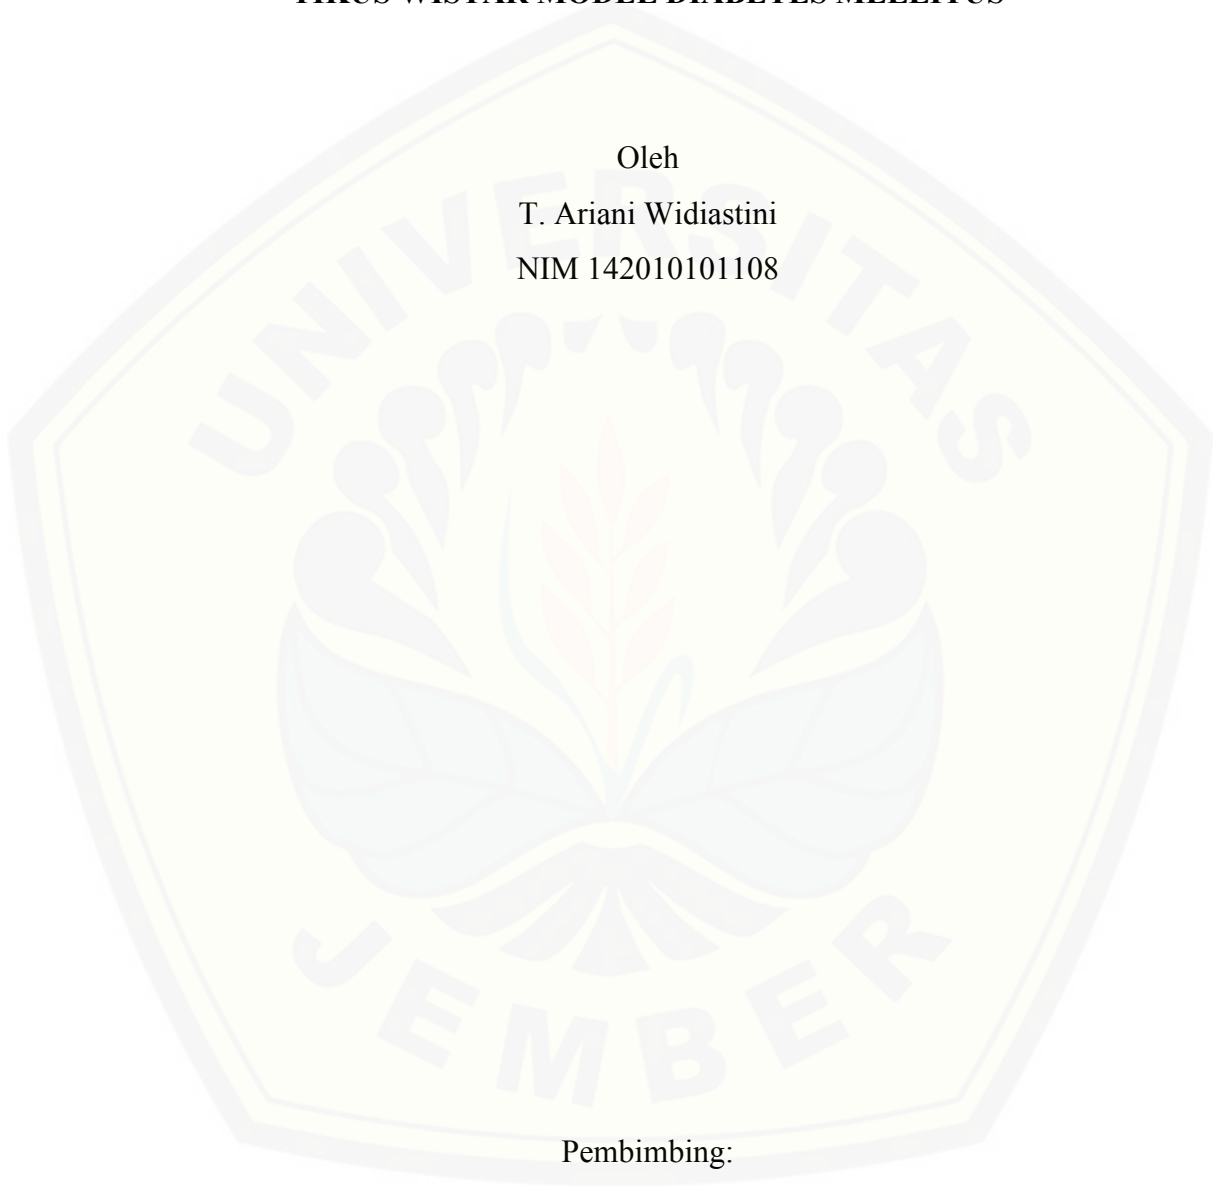 TIKUS WISTAR MODEL DIABETES MELLITUS
Oleh
T. Ariani Widiastini
NIM 142010101108
UNIVERSITAS
JEMBER
Pembimbing: